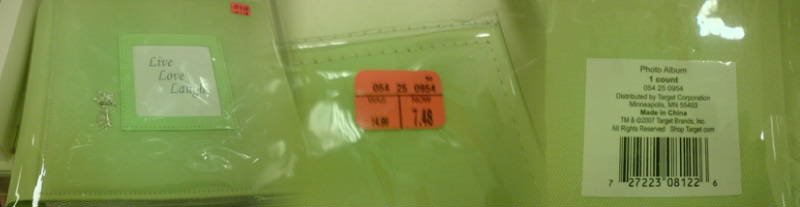 Live
Love
Laugh
054 25 0954
WAS NOW
14.99 7.48
Photo Album
1 count
054 25 0954
Distributed by Target Corporation
Minneapolis, MN 55403
Made in China
TM & ©2007 Target Brands, Inc.
All Rights Reserved Shop Target.com
7 27223 08122 6